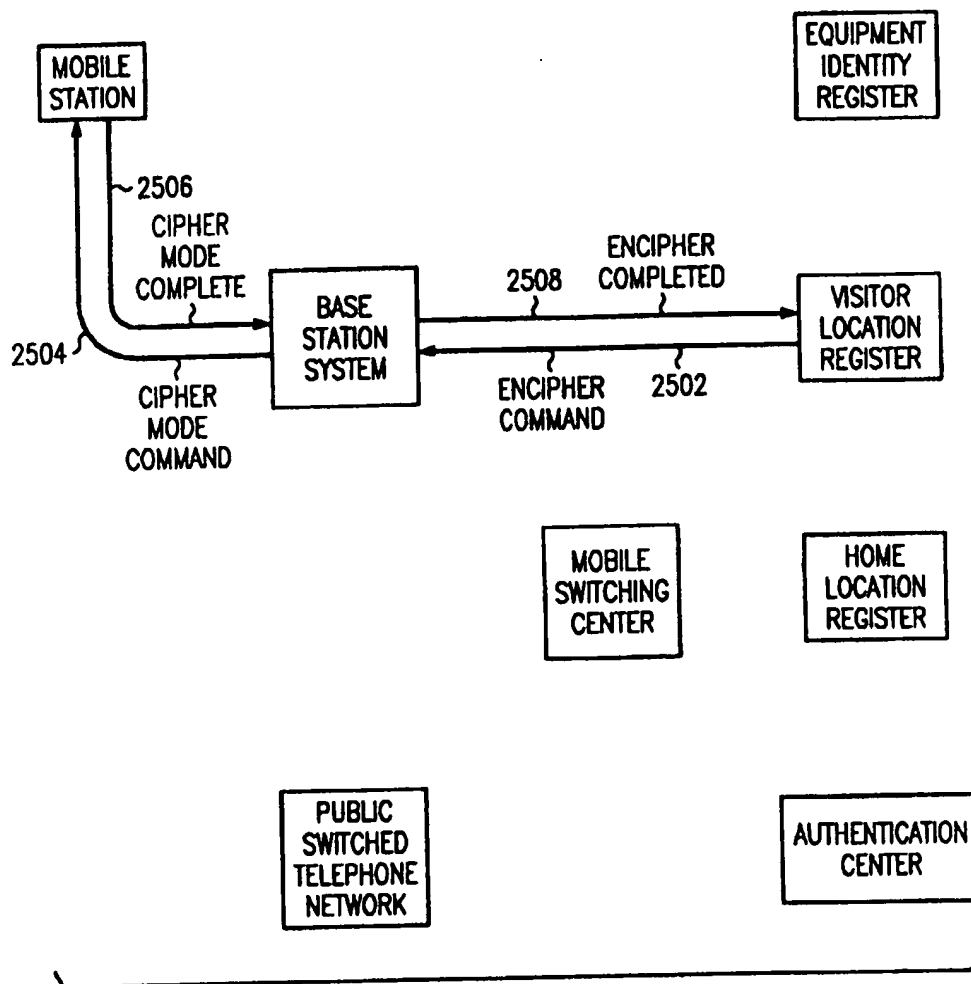 EQUIPMENT
IDENTITY
REGISTER
MOBILE
STATION
2506
CIPHER
MODE
COMPLETE
2504
CIPHER
MODE
COMMAND
BASE
STATION
SYSTEM
2508
ENCIPHER
COMPLETED
ENCIPHER
COMMAND
2502
VISITOR
LOCATION
REGISTER
MOBILE
SWITCHING
CENTER
HOME
LOCATION
REGISTER
PUBLIC
SWITCHED
TELEPHONE
NETWORK
AUTHENTICATION
CENTER